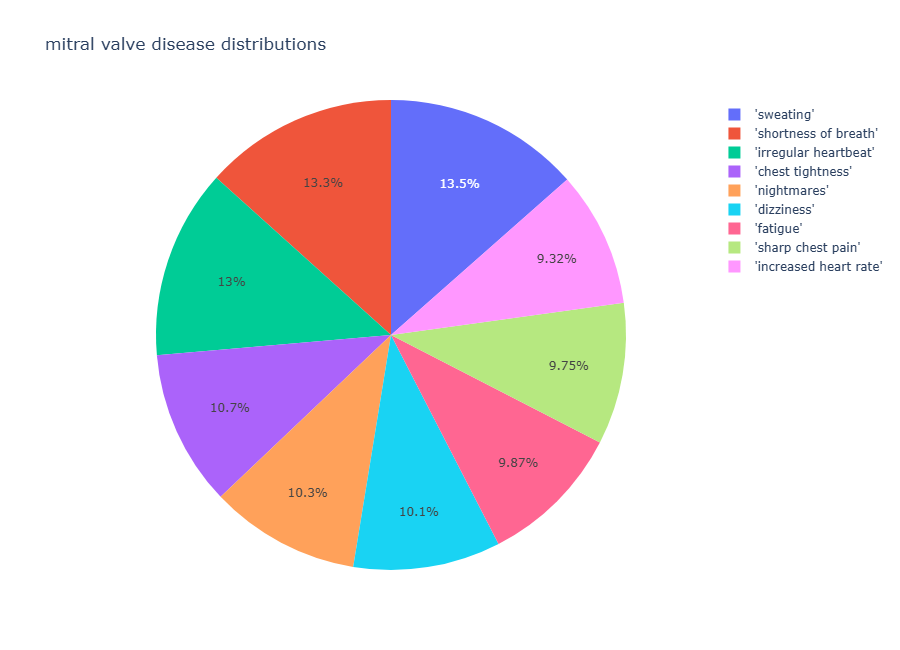 mitral valve disease distributions
'sweating'
'shortness of breath'
'irregular heartbeat'
'chest tightness'
'nightmares'
'dizziness'
'fatigue'
'sharp chest pain'
'increased heart rate'
13.3%
13.5%
9.32%
13%
9.75%
10.7%
9.87%
10.3%
10.1%